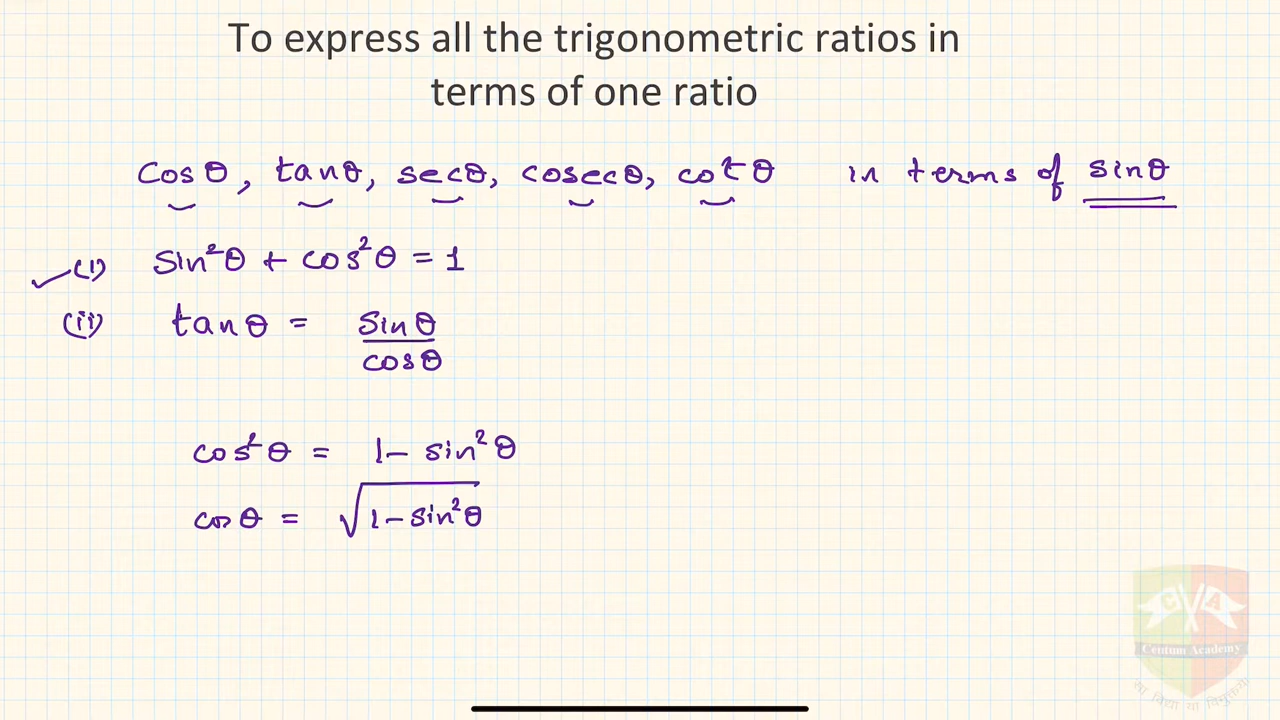 To express all the trigonometric ratios in
terms of one ratio
cosθ, tanθ, secθ, cosecθ, cotθ in terms of sinθ
(i) sin²θ + cos²θ = 1
(ii) tanθ = sinθ
cosθ
cos²θ = 1 - sin²θ
cosθ = √1 - sin²θ
C A
Centum Academy
सा विद्या या विमुक्तये